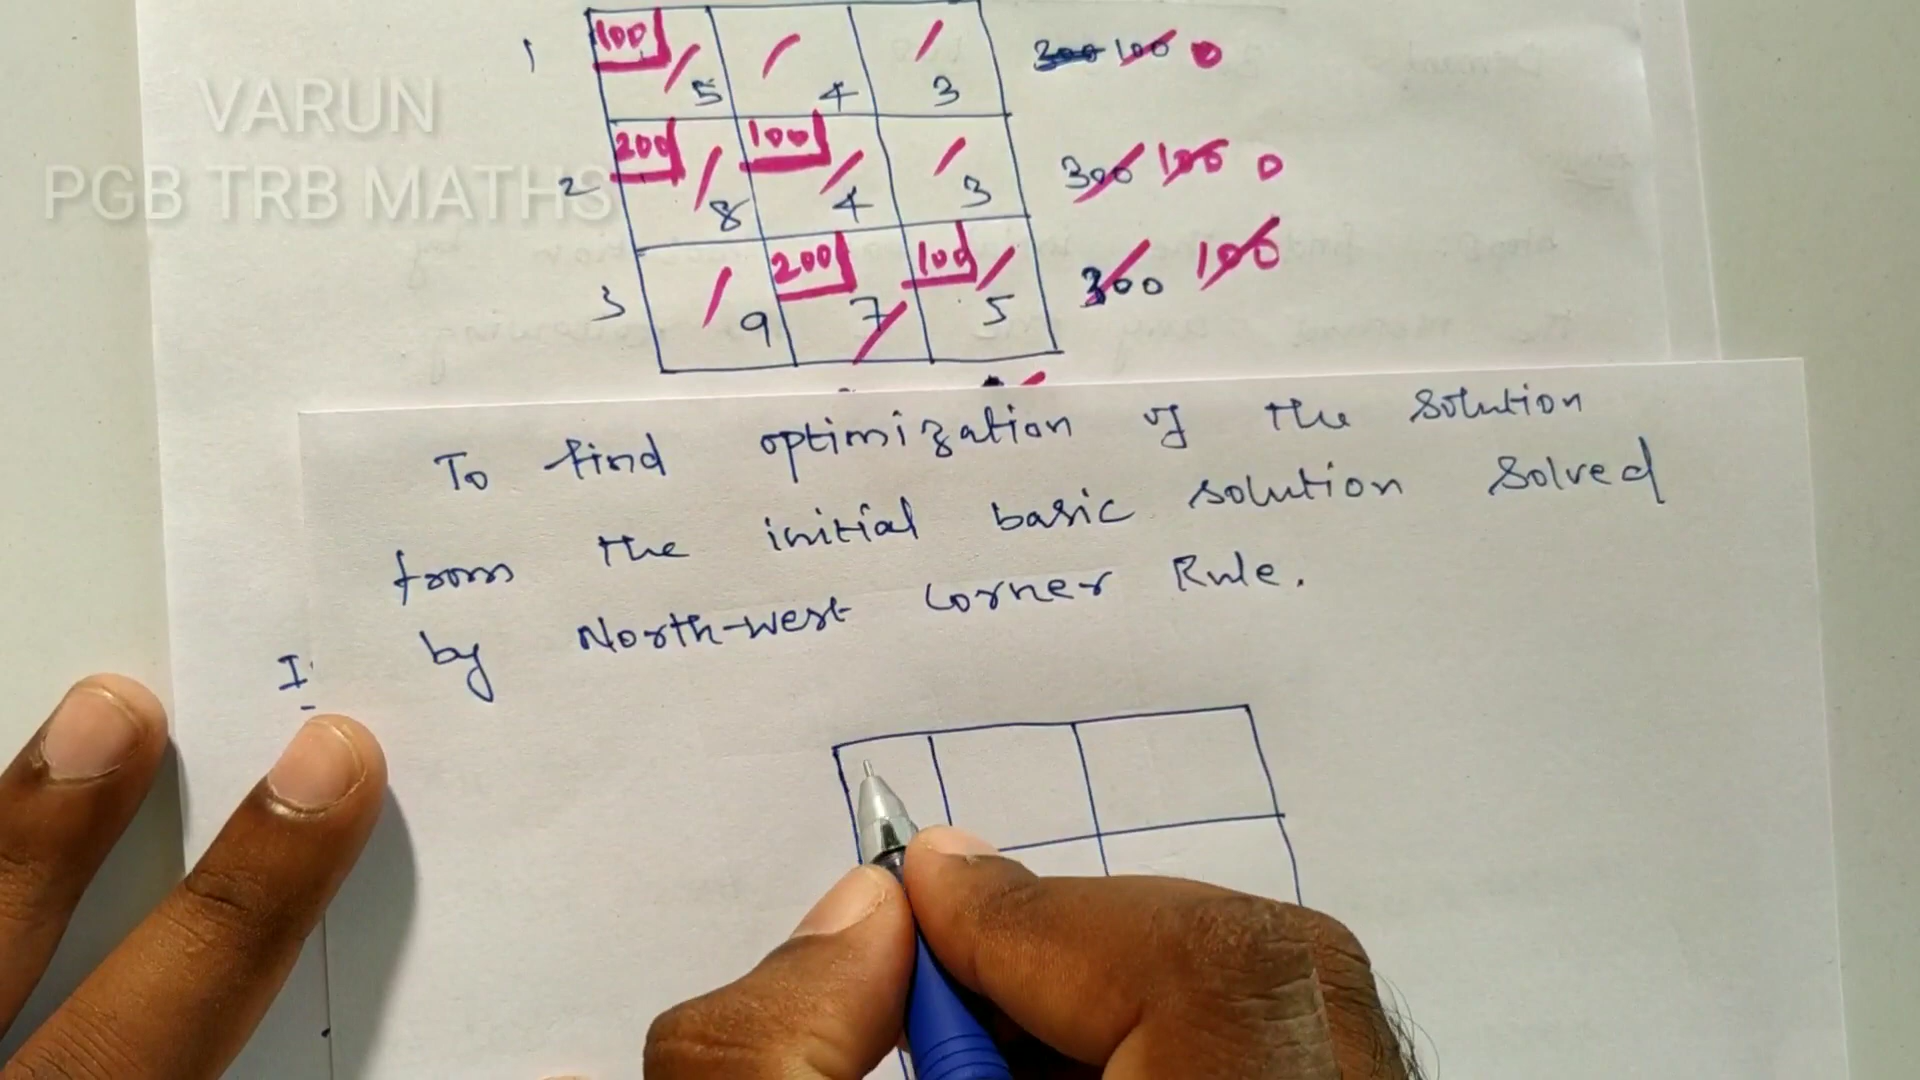 VARUN
PGB TRB MATHS
1 100 5 4 3 300 100 0
2 200 8 100 4 3 300 100 0
3 9 200 7 100 5 300 100
To find optimization of the solution
from the initial basic solution solved
by North-west Corner Rule.
I